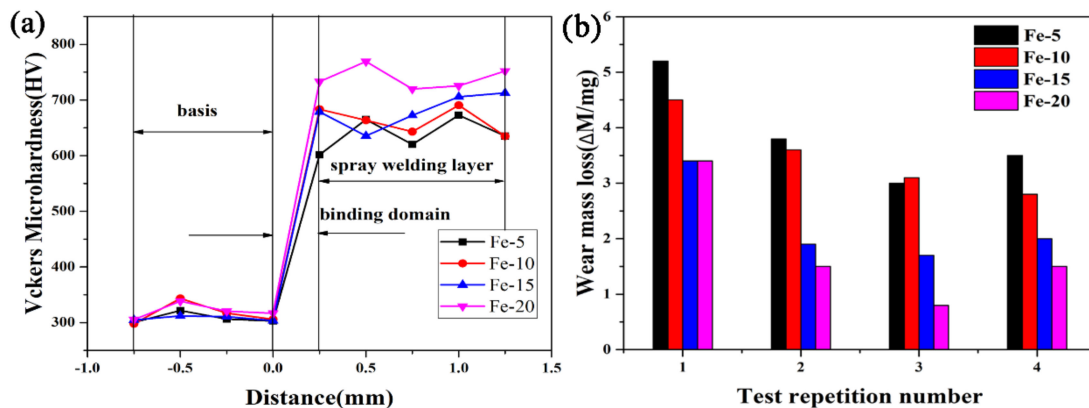 (a)
Vckers Microhardness(HV)
800
700
600
500
400
300
basis
spray welding layer
binding domain
Fe-5
Fe-10
Fe-15
Fe-20
-1.0
-0.5
0.0
0.5
1.0
1.5
Distance(mm)
(b)
Wear mass loss(ΔM/mg)
6
5
4
3
2
1
0
Fe-5
Fe-10
Fe-15
Fe-20
1
2
3
4
Test repetition number